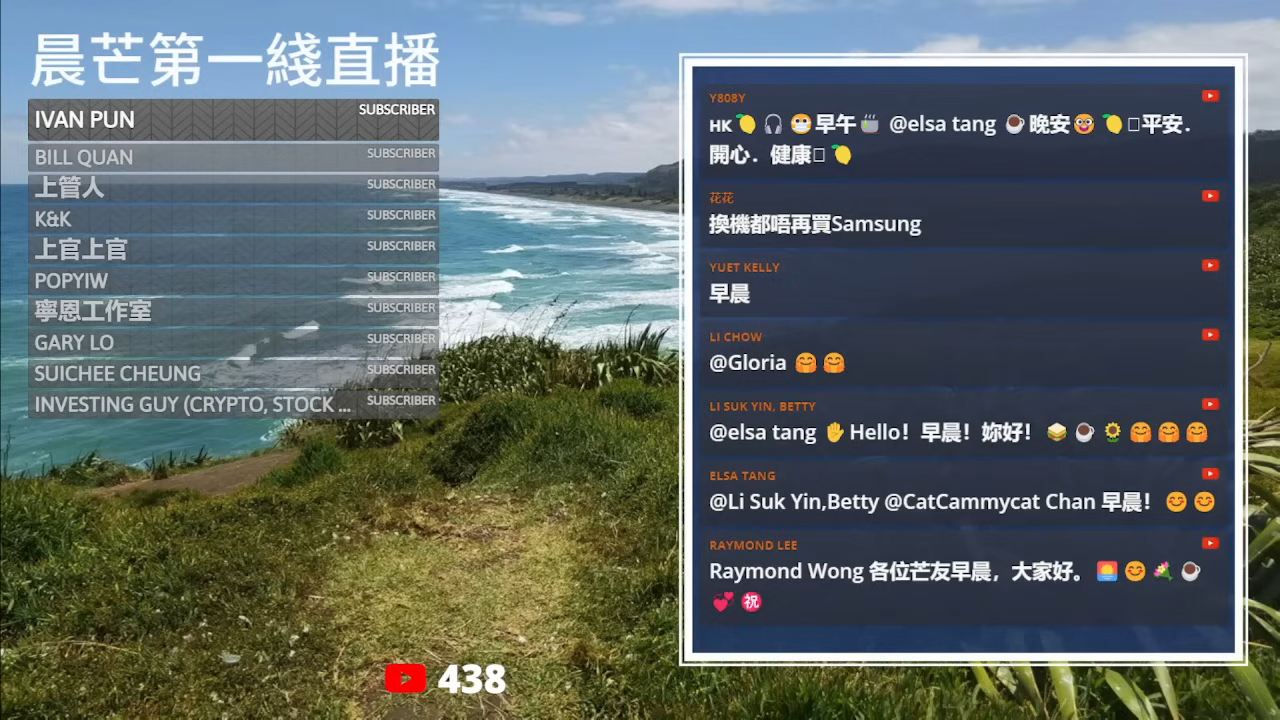 晨芒第一綫直播
IVAN PUN SUBSCRIBER
BILL QUAN SUBSCRIBER
上管人 SUBSCRIBER
K&K SUBSCRIBER
上官上官 SUBSCRIBER
POPYIW SUBSCRIBER
寧恩工作室 SUBSCRIBER
GARY LO SUBSCRIBER
SUICHEE CHEUNG SUBSCRIBER
INVESTING GUY (CRYPTO, STOCK ... SUBSCRIBER
Y808Y
ʜᴋ🍋🎧😷早午🍵 @elsa tang ☕晚安🤡🍋平安.
開心. 健康🍋
花花
換機都唔再買Samsung
YUET KELLY
早晨
LI CHOW
@Gloria 🤗🤗
LI SUK YIN, BETTY
@elsa tang ✋Hello！早晨！妳好！🥪☕🌻🤗🤗🤗
ELSA TANG
@Li Suk Yin,Betty @CatCammycat Chan 早晨！😊😊
RAYMOND LEE
Raymond Wong 各位芒友早晨，大家好。🌅😊💐☕
💞㊗
438